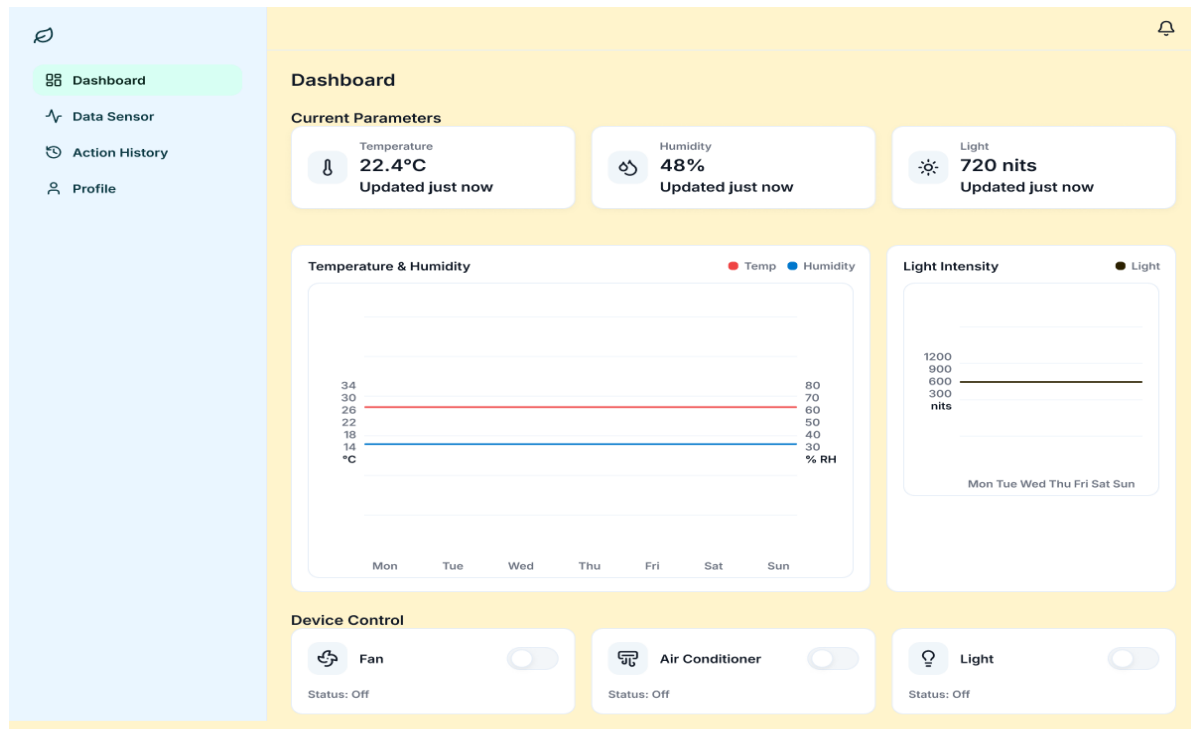 Dashboard
Data Sensor
Action History
Profile
Dashboard
Current Parameters
Temperature
22.4°C
Updated just now
Humidity
48%
Updated just now
Light
720 nits
Updated just now
Temperature & Humidity
Temp
Humidity
34
30
26
22
18
14
°C
80
70
60
50
40
30
% RH
Mon Tue Wed Thu Fri Sat Sun
Light Intensity
Light
1200
900
600
300
nits
Mon Tue Wed Thu Fri Sat Sun
Device Control
Fan
Status: Off
Air Conditioner
Status: Off
Light
Status: Off